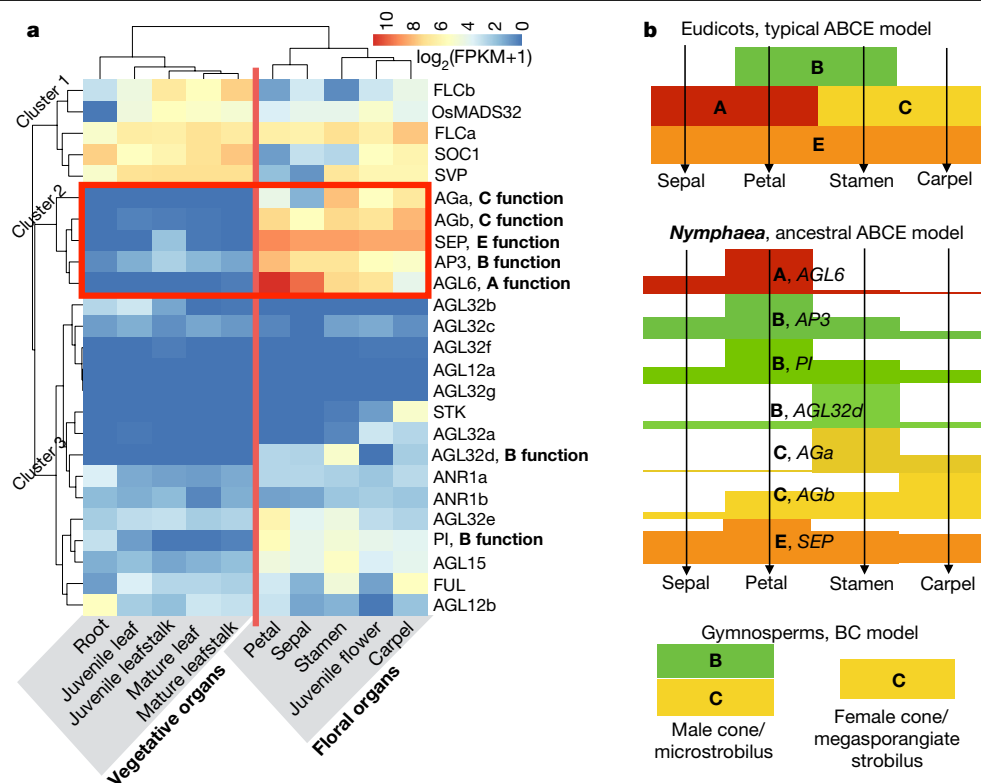 a
10 8 6 4 2 0
log2(FPKM+1)
Cluster 1
Cluster 2
Cluster 3
FLCb
OsMADS32
FLCa
SOC1
SVP
AGa, C function
AGb, C function
SEP, E function
AP3, B function
AGL6, A function
AGL32b
AGL32c
AGL32f
AGL12a
AGL32g
STK
AGL32a
AGL32d, B function
ANR1a
ANR1b
AGL32e
PI, B function
AGL15
FUL
AGL12b
Root
Juvenile leaf
Juvenile leafstalk
Mature leaf
Mature leafstalk
Vegetative organs
Petal
Sepal
Stamen
Juvenile flower
Carpel
Floral organs
b
Eudicots, typical ABCE model
B
A C
E
Sepal Petal Stamen Carpel
Nymphaea, ancestral ABCE model
A, AGL6
B, AP3
B, PI
B, AGL32d
C, AGa
C, AGb
E, SEP
Sepal Petal Stamen Carpel
Gymnosperms, BC model
B
C
Male cone/
microstrobilus
C
Female cone/
megasporangiate
strobilus